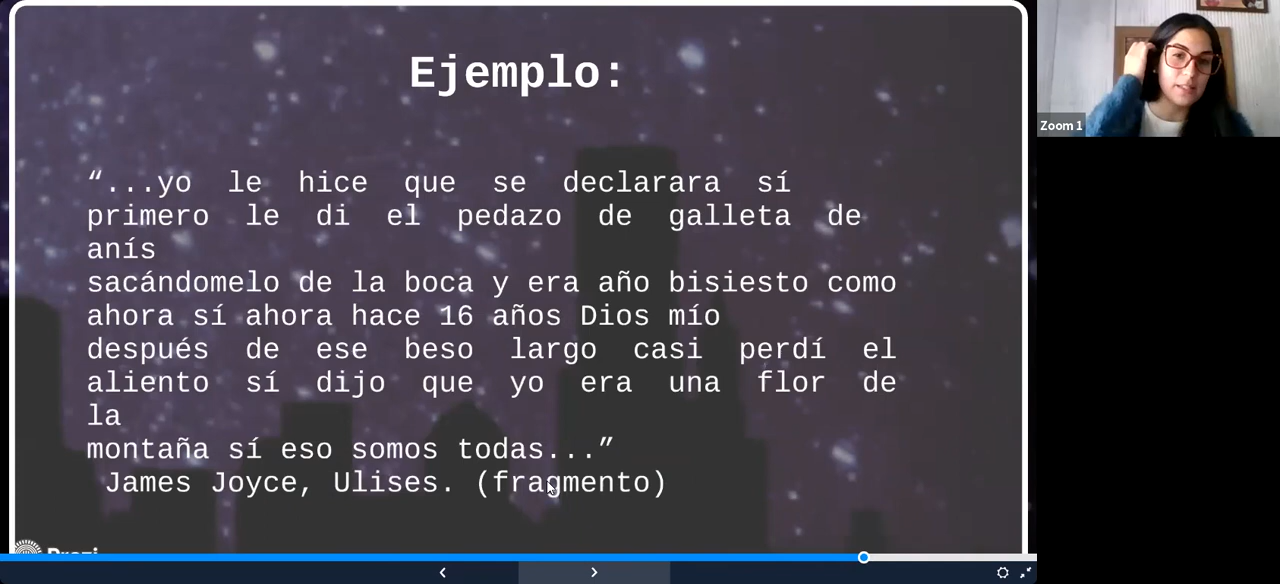 Ejemplo:
“...yo le hice que se declarara sí
primero le di el pedazo de galleta de
anís
sacándomelo de la boca y era año bisiesto como
ahora sí ahora hace 16 años Dios mío
después de ese beso largo casi perdí el
aliento sí dijo que yo era una flor de
la
montaña sí eso somos todas...”
James Joyce, Ulises. (fragmento)
Prezi
Zoom 1